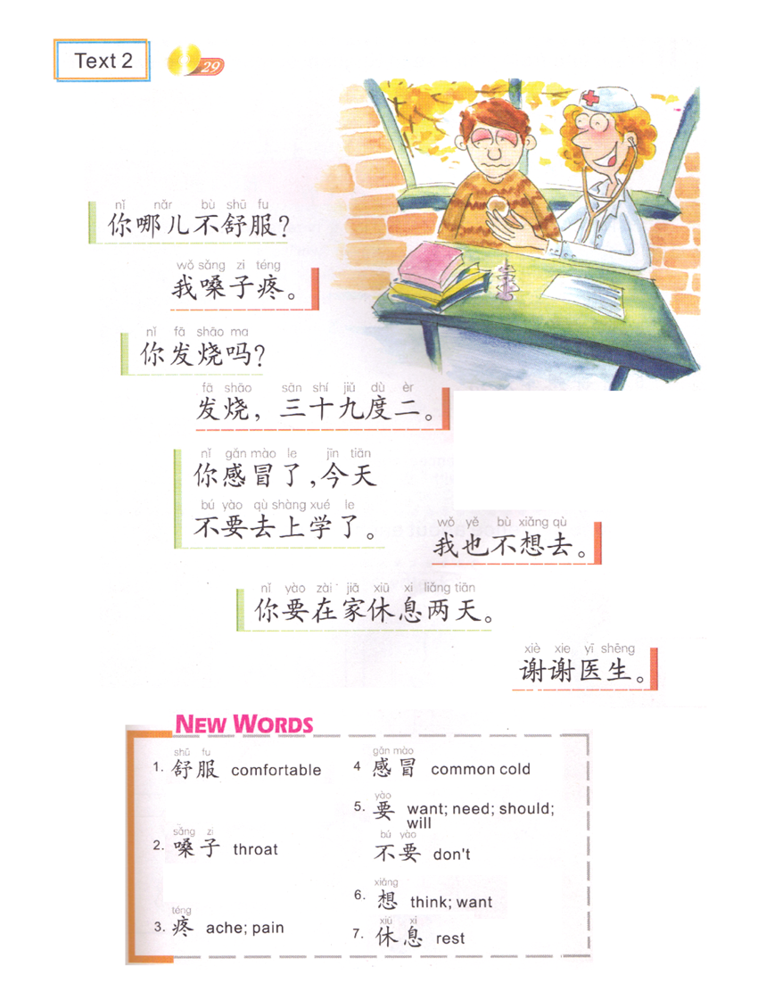 Text 2
29
nǐ nǎr bù shū fu
你哪儿不舒服？
wǒ sǎng zi téng
我嗓子疼。
nǐ fā shāo ma
你发烧吗？
fā shāo sàn shí jiǔ dù èr
发烧，三十九度二。
nǐ gǎn mào le jīn tiān
你感冒了，今天
bú yào qù shàng xué le
不要去上学了。
wǒ yě bù xiǎng qù
我也不想去。
nǐ yào zài jiā xiū xi liǎng tiān
你要在家休息两天。
xiè xie yī shēng
谢谢医生。
NEW WORDS
shū fu
1. 舒服 comfortable
sǎng zi
2. 嗓子 throat
téng
3. 疼 ache; pain
gǎn mào
4 感冒 common cold
yào
5. 要 want; need; should;
will
bú yào
不要 don't
xiǎng
6. 想 think; want
xiū xi
7. 休息 rest